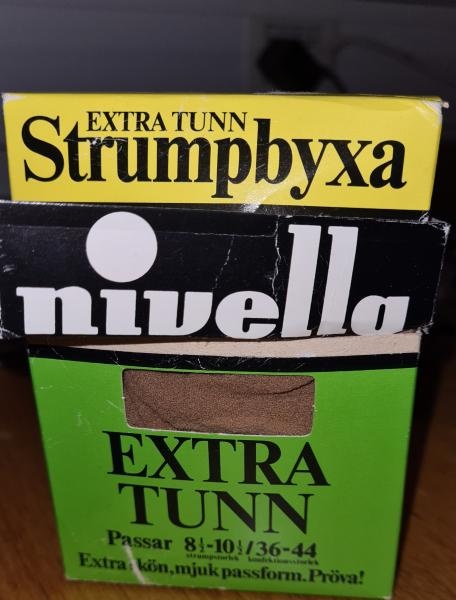 EXTRA TUNN
Strumpbyxa
nivella
EXTRA
TUNN
Passar 8½-10½/36-44
strumpstorlek konfektionsstorlek
Extra skön, mjuk passform. Pröva!